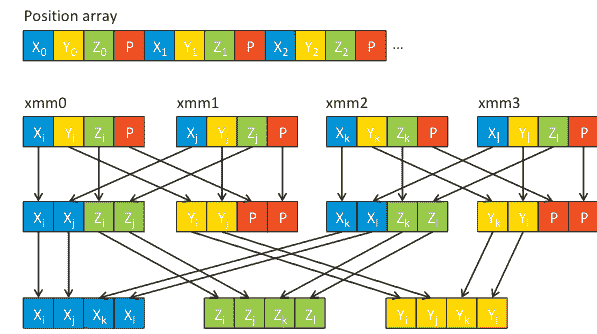 Position array
X₀ Y₀ Z₀ P X₁ Y₁ Z₁ P X₂ Y₂ Z₂ P ...
xmm0 xmm1 xmm2 xmm3
Xᵢ Yᵢ Zᵢ P Xⱼ Yⱼ Zⱼ P Xₖ Yₖ Zₖ P Xₗ Yₗ Zₗ P
Xᵢ Xⱼ Zᵢ Zⱼ Yᵢ Yⱼ P P Xₖ Xₗ Zₖ Zₗ Yₖ Yₗ P P
Xᵢ Xⱼ Xₖ Xₗ Zᵢ Zⱼ Zₖ Zₗ Yᵢ Yⱼ Yₖ Yₗ